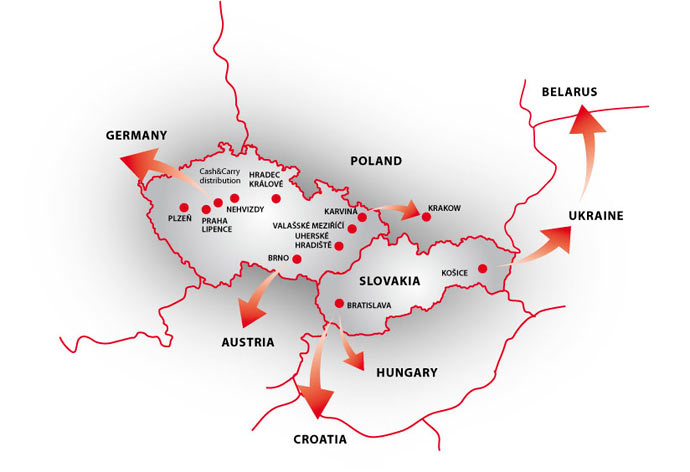 BELARUS
GERMANY
POLAND
Cash&Carry
distribution
HRADEC
KRÁLOVÉ
PLZEŇ
PRAHA
LIPENCE
NEHVIZDY
KARVINÁ
KRAKOW
UKRAINE
VALAŠSKÉ MEZIŘÍČÍ
UHERSKÉ
HRADIŠTĚ
BRNO
SLOVAKIA
KOŠICE
BRATISLAVA
AUSTRIA
HUNGARY
CROATIA